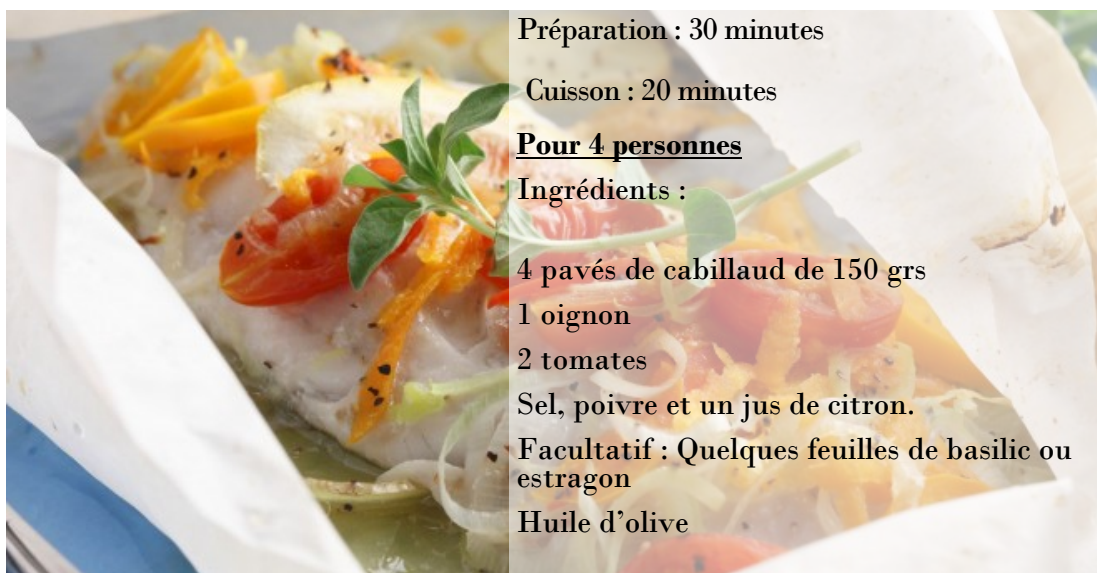 Préparation : 30 minutes
Cuisson : 20 minutes
Pour 4 personnes
Ingrédients :
4 pavés de cabillaud de 150 grs
1 oignon
2 tomates
Sel, poivre et un jus de citron.
Facultatif : Quelques feuilles de basilic ou
estragon
Huile d’olive